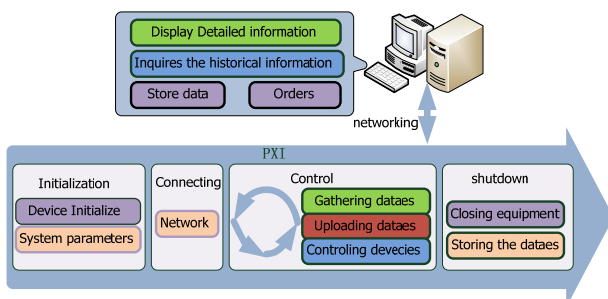 Display Detailed information
Inquires the historical information
Store data
Orders
networking
PXI
Initialization
Device Initialize
System parameters
Connecting
Network
Control
Gathering dataes
Uploading dataes
Controling devecies
shutdown
Closing equipment
Storing the dataes